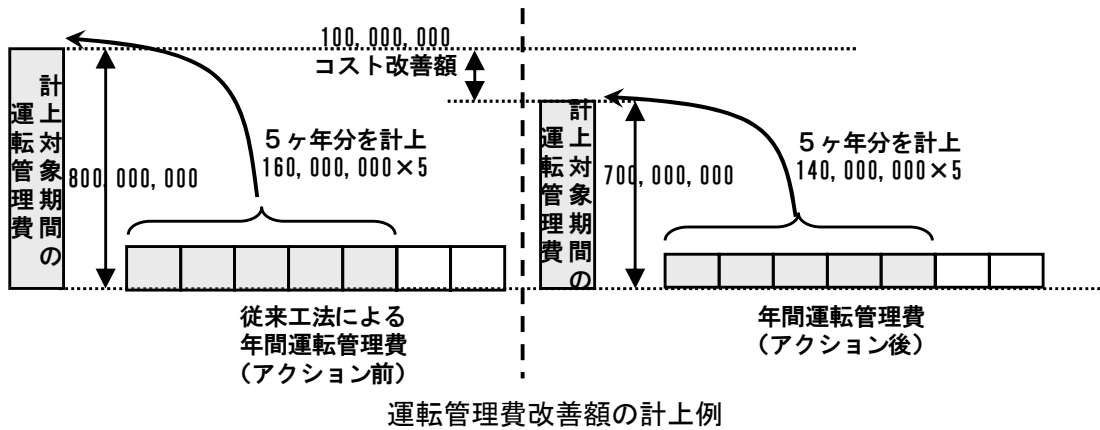 100,000,000
コスト改善額
計上対象期間の
運転管理費
800,000,000
5ヶ年分を計上
160,000,000×5
従来工法による
年間運転管理費
(アクション前)
計上対象期間の
運転管理費
700,000,000
5ヶ年分を計上
140,000,000×5
年間運転管理費
(アクション後)
運転管理費改善額の計上例